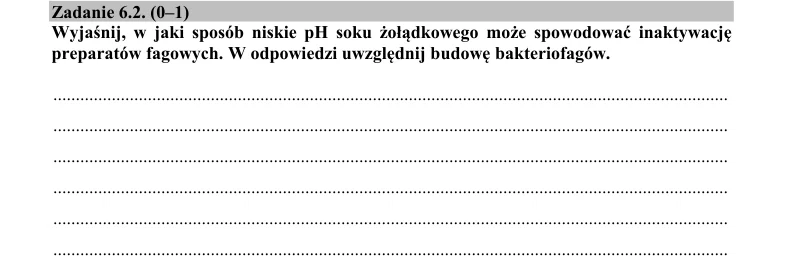 Zadanie 6.2. (0–1)
Wyjaśnij, w jaki sposób niskie pH soku żołądkowego może spowodować inaktywację
preparatów fagowych. W odpowiedzi uwzględnij budowę bakteriofagów.